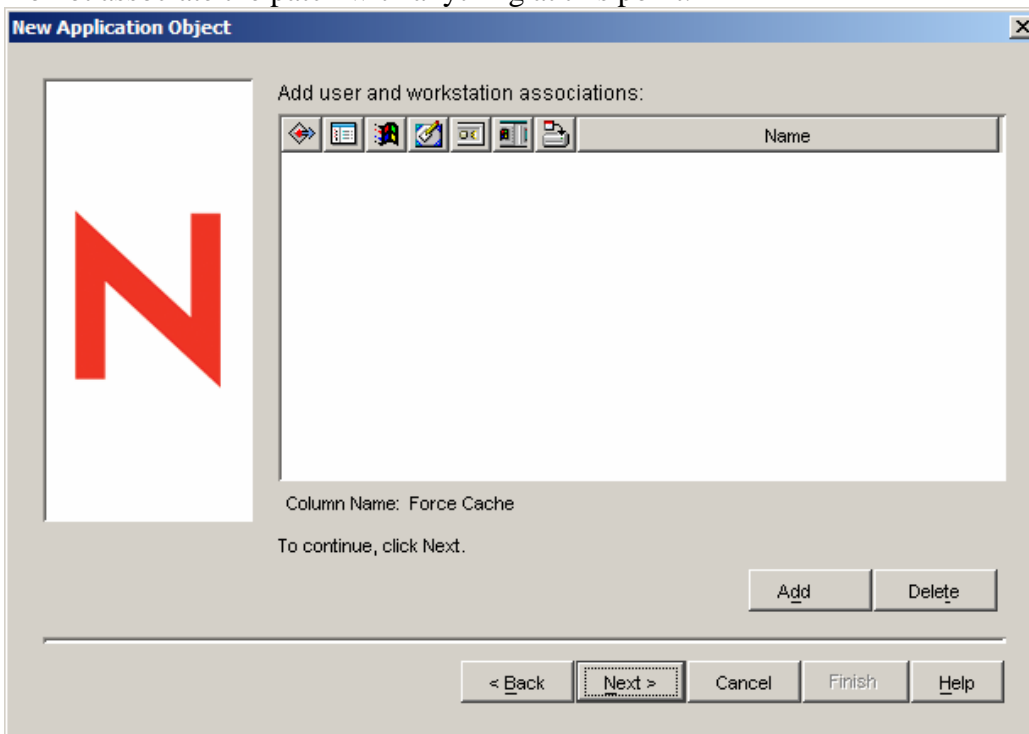 New Application Object
Add user and workstation associations:
Name
Column Name: Force Cache
To continue, click Next.
Add Delete
< Back Next > Cancel Finish Help